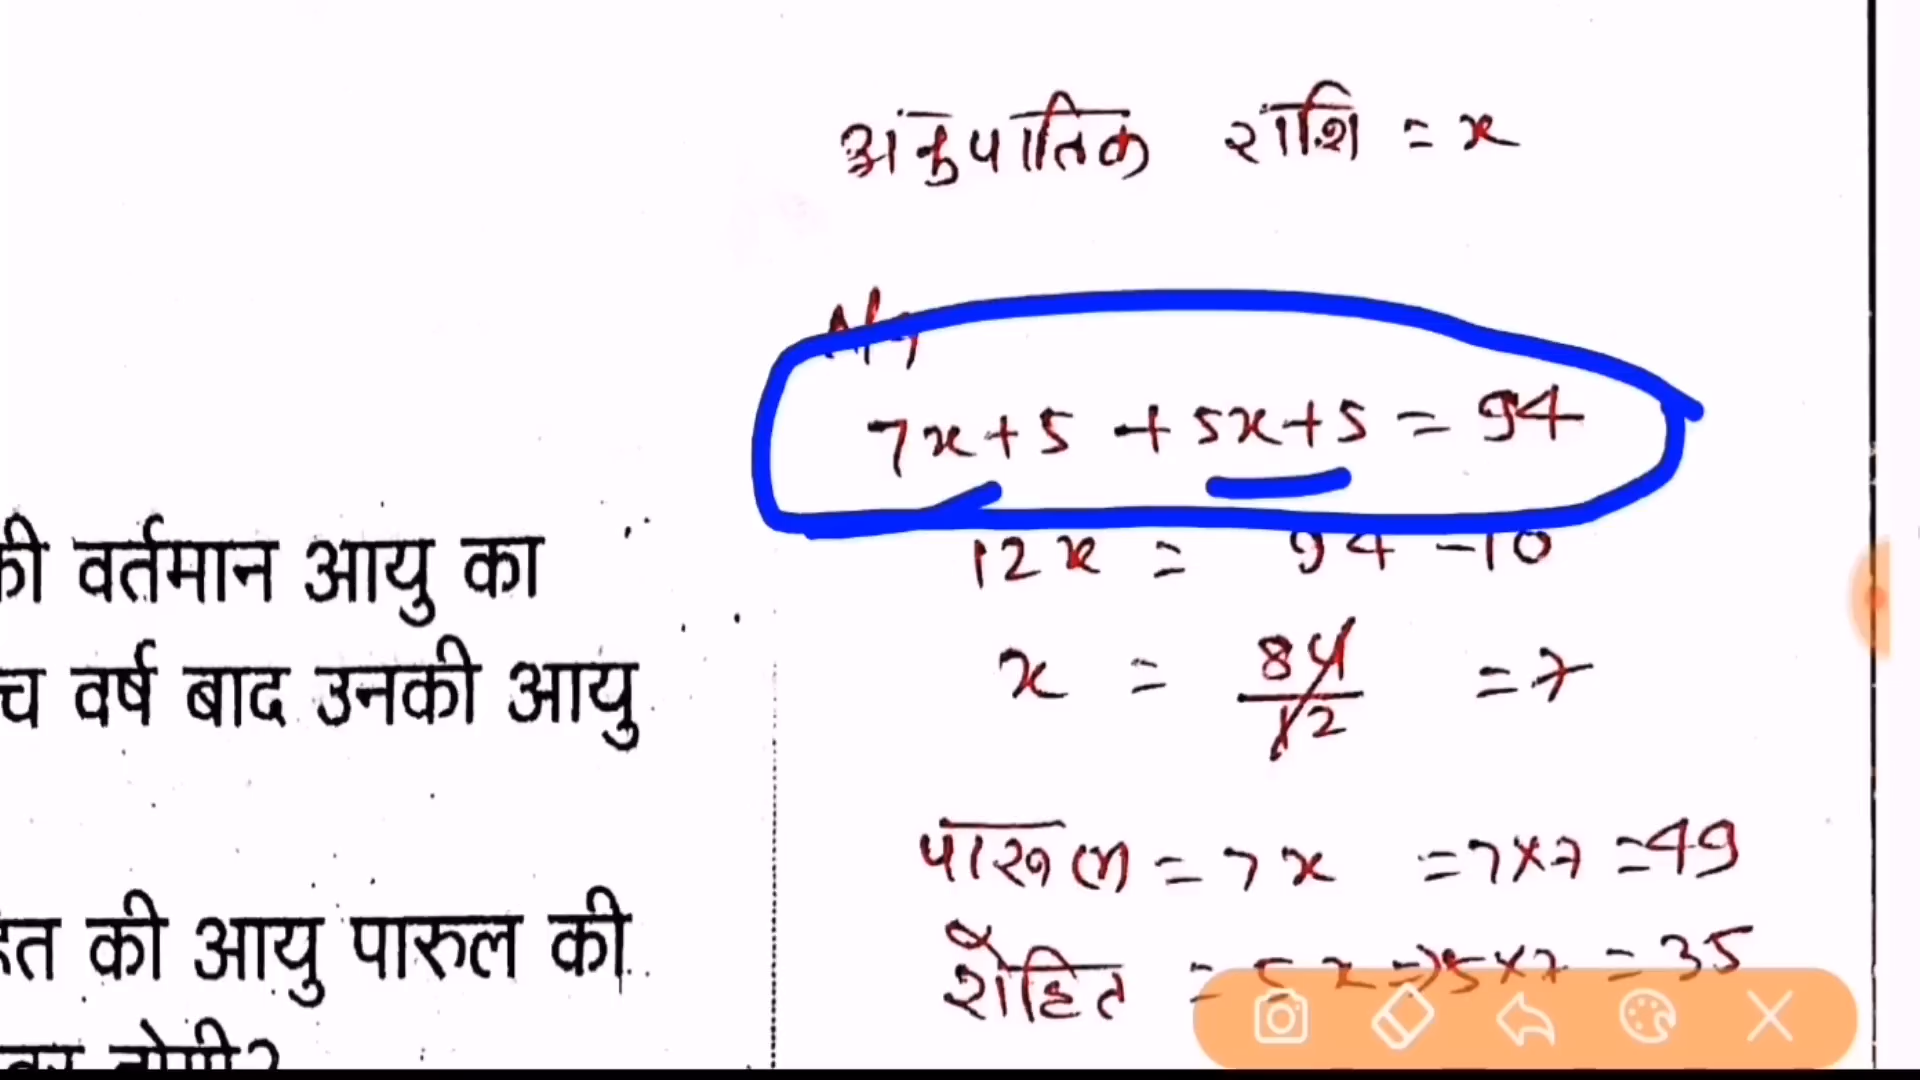 अनुपातिक राशि = x
7x+5 + 5x+5 = 94
12x = 94 - 10
x = 84/12 = 7
पारूल = 7x = 7×7 = 49
रोहित = 5x = 5×7 = 35
की वर्तमान आयु का
च वर्ष बाद उनकी आयु
की आयु पारुल की